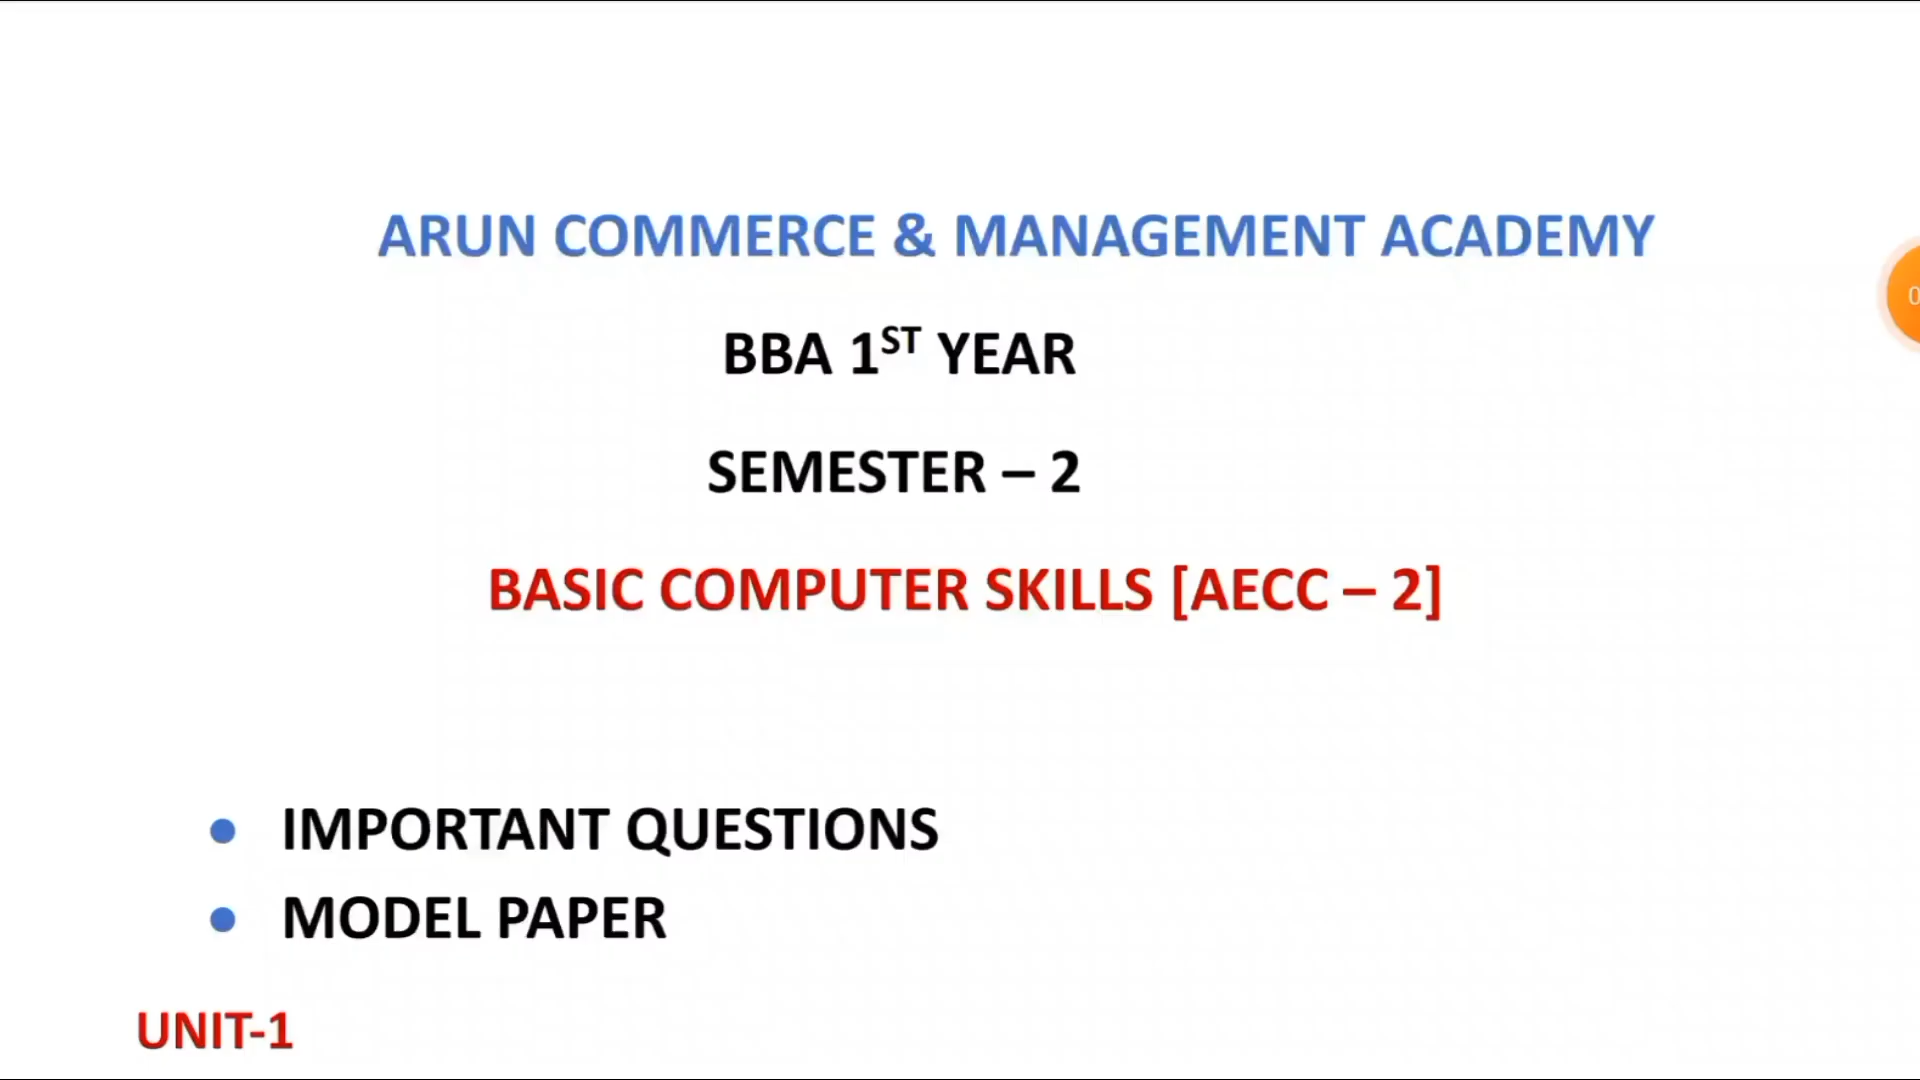 ARUN COMMERCE & MANAGEMENT ACADEMY
BBA 1ST YEAR
SEMESTER – 2
BASIC COMPUTER SKILLS [AECC – 2]
• IMPORTANT QUESTIONS
• MODEL PAPER
UNIT-1